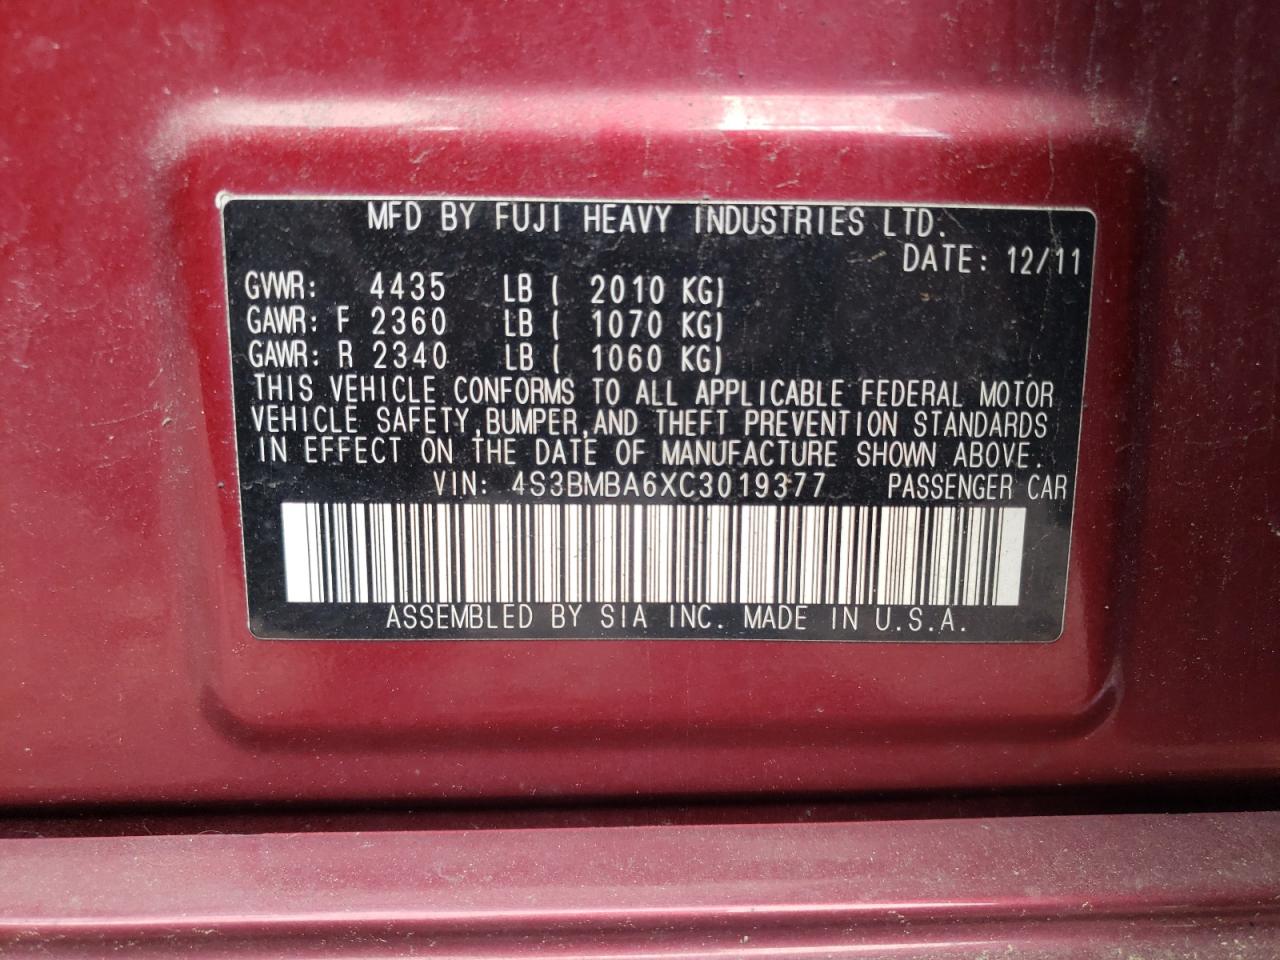 MFD BY FUJI HEAVY INDUSTRIES LTD.
DATE: 12/11
GVWR: 4435 LB ( 2010 KG)
GAWR: F 2360 LB ( 1070 KG)
GAWR: R 2340 LB ( 1060 KG)
THIS VEHICLE CONFORMS TO ALL APPLICABLE FEDERAL MOTOR
VEHICLE SAFETY,BUMPER,AND THEFT PREVENTION STANDARDS
IN EFFECT ON THE DATE OF MANUFACTURE SHOWN ABOVE.
VIN: 4S3BMBA6XC3019377 PASSENGER CAR
ASSEMBLED BY SIA INC. MADE IN U.S.A.